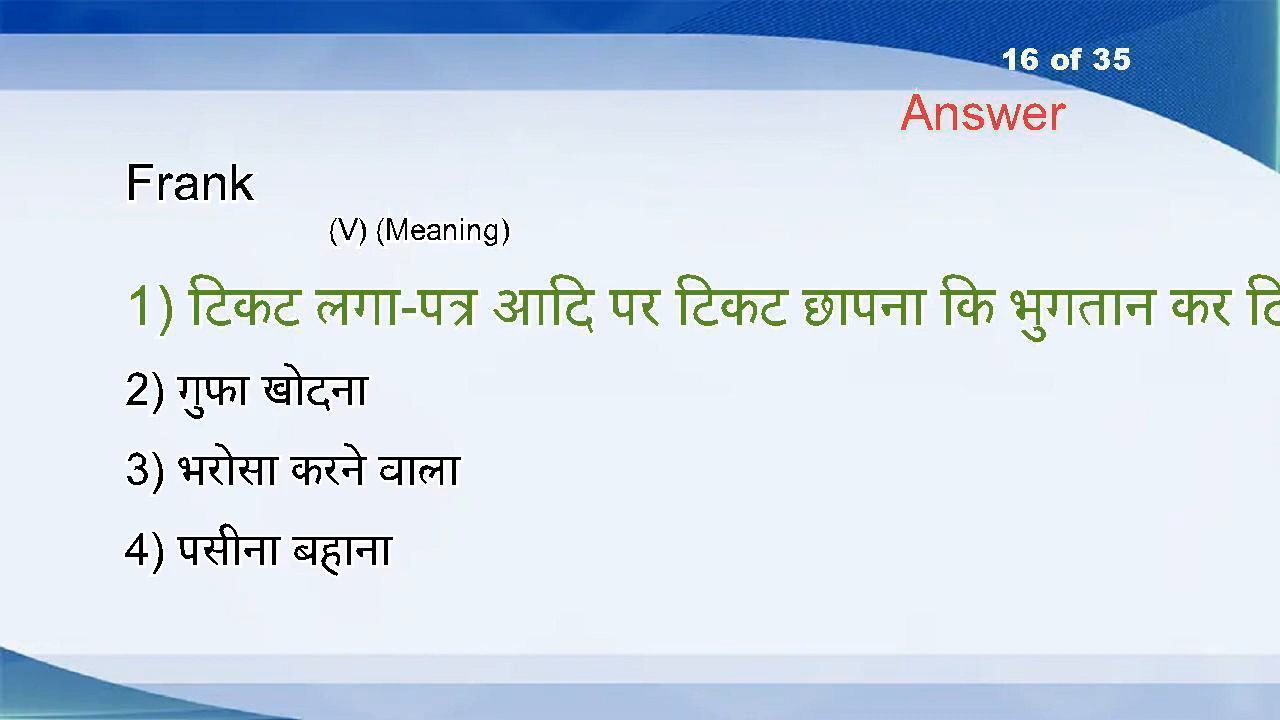 16 of 35
Answer
Frank
(V) (Meaning)
1) टिकट लगा-पत्र आदि पर टिकट छापना कि भुगतान कर
2) गुफा खोदना
3) भरोसा करने वाला
4) पसीना बहाना